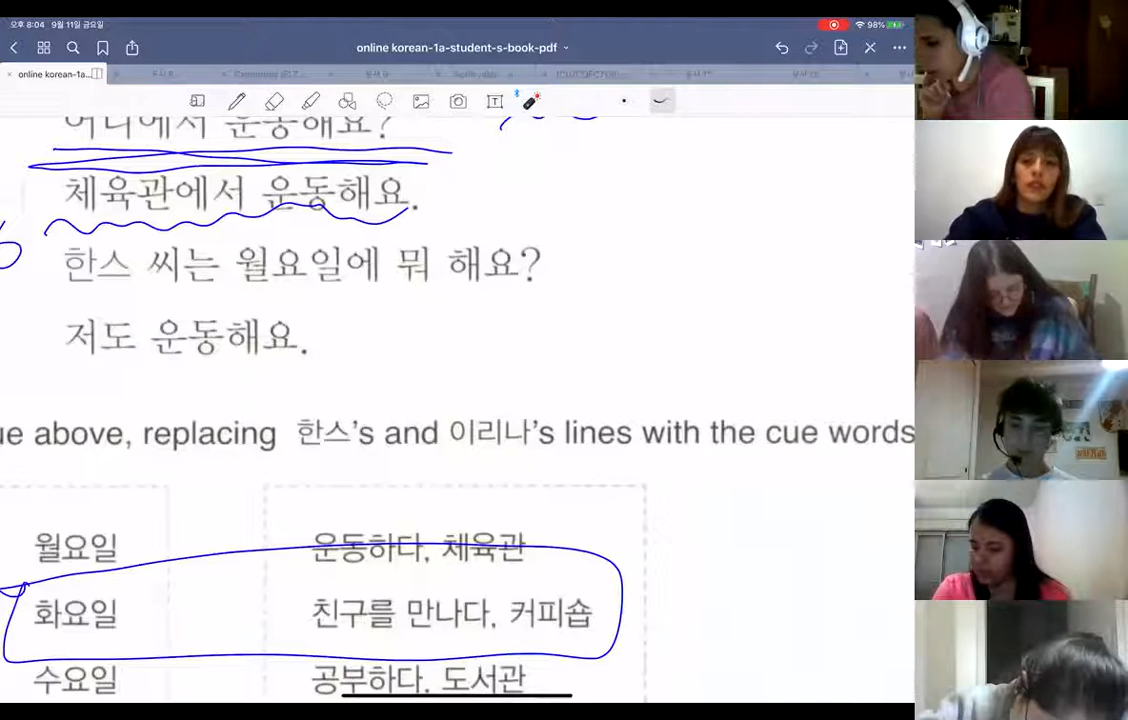 오후 8:04 9월 11일 금요일
98%
online korean-1a-student-s-book-pdf
online korean-1a...
어디에서 운동해요?
체육관에서 운동해요.
한스 씨는 월요일에 뭐 해요?
저도 운동해요.
ue above, replacing 한스's and 이리나's lines with the cue words
월요일 운동하다, 체육관
화요일 친구를 만나다, 커피숍
수요일 공부하다, 도서관